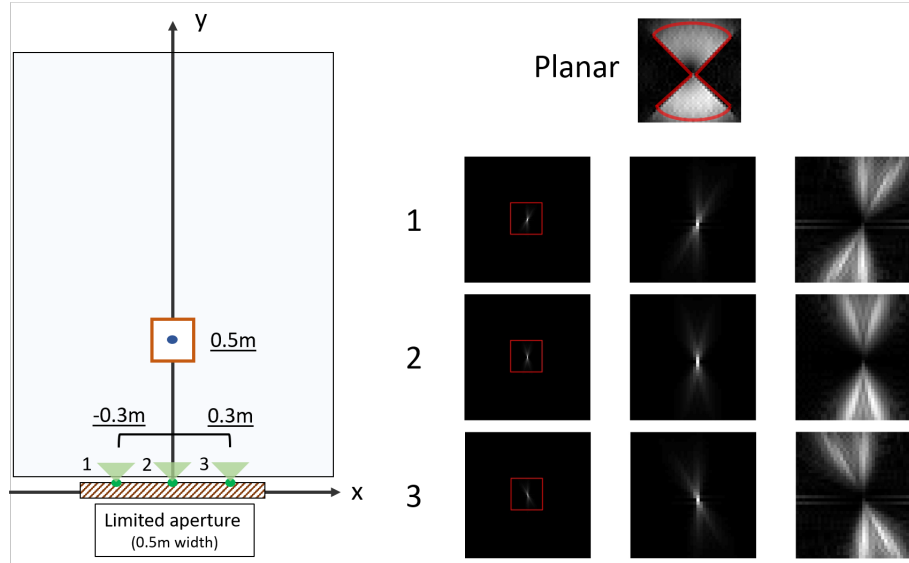 y
Planar
1
0.5m
2
-0.3m
0.3m
1
2
3
x
3
Limited aperture
(0.5m width)